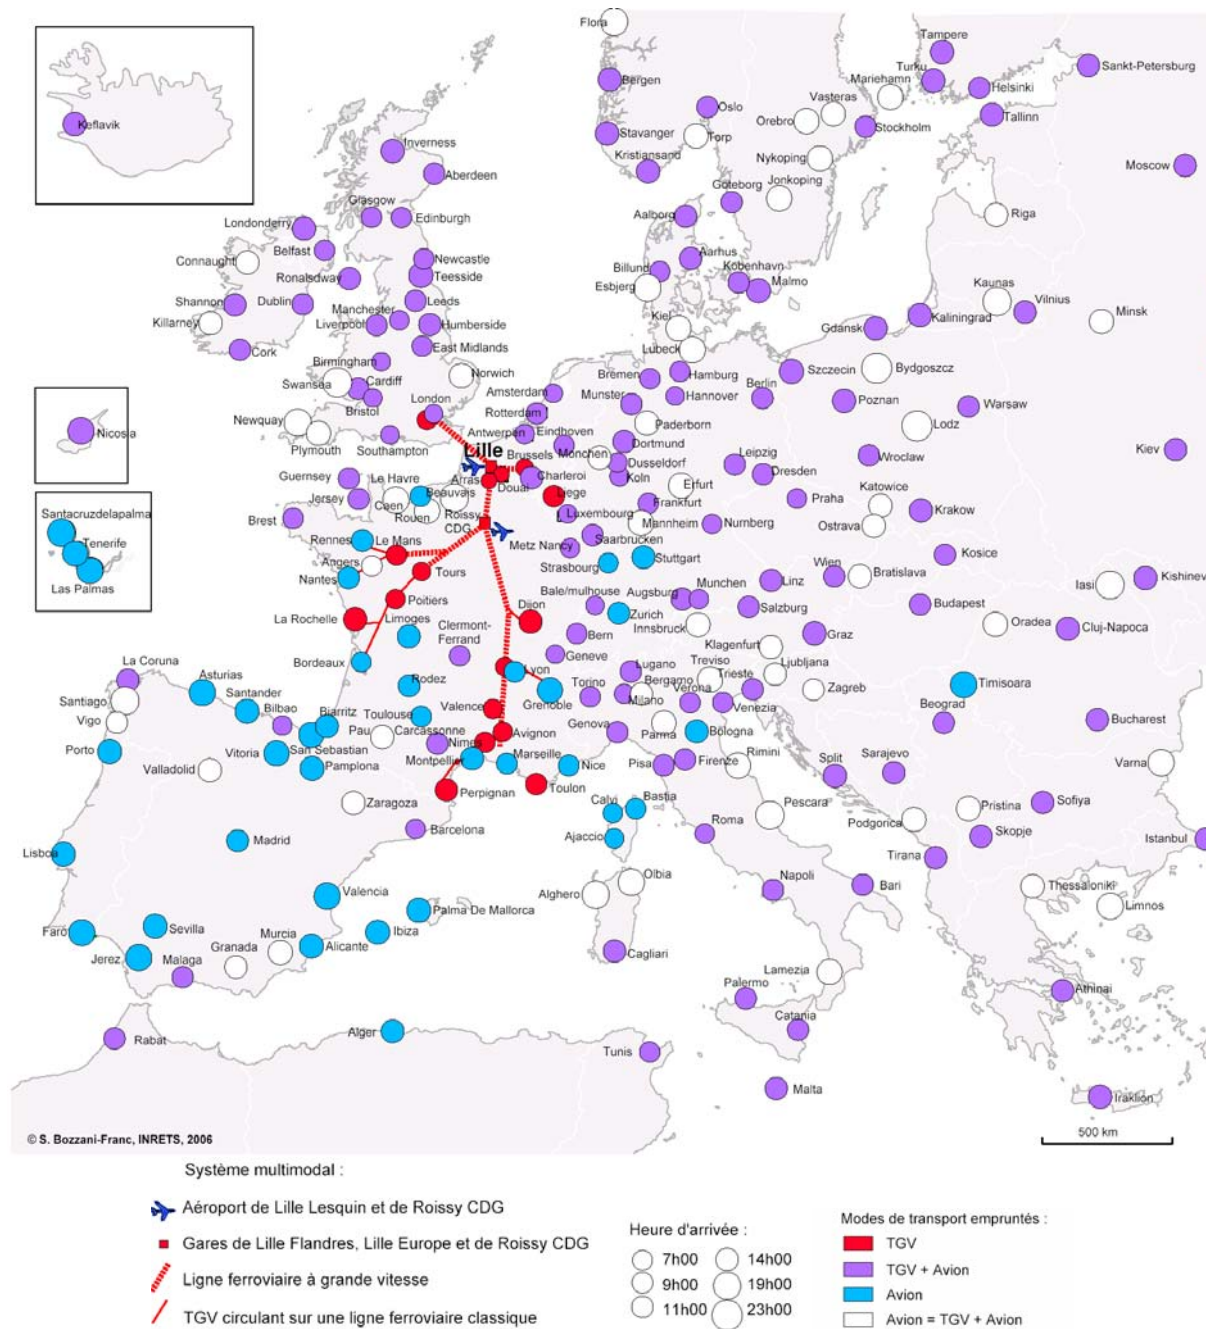 Flora
Tampere
Turku
Sankt-Petersburg
Mariehamn
Bergen
Helsinki
Vasteras
Oslo
Tallinn
Keflavik
Orebro
Stockholm
Stavanger
Torp
Inverness
Kristiansand
Nykoping
Moscow
Aberdeen
Jonkoping
Goteborg
Glasgow
Edinburgh
Aalborg
Riga
Londonderry
Belfast
Aarhus
Connaught
Newcastle
Billund
Kobenhavn
Ronalsdway
Teesside
Esbjerg
Malmo
Kaunas
Shannon
Dublin
Manchester
Leeds
Vilnius
Minsk
Killarney
Liverpool
Humberside
Kiel
Gdansk
Kaliningrad
Cork
East Midlands
Lubeck
Birmingham
Norwich
Bremen
Hamburg
Szczecin
Bydgoszcz
Swansea
Cardiff
Amsterdam
Munster
Hannover
Berlin
Bristol
London
Rotterdam
Poznan
Warsaw
Newquay
Paderborn
Lodz
Nicosia
Antwerpen
Eindhoven
Plymouth
Southampton
Dortmund
Lille
Brussels
Monchen
Kiev
Dusseldorf
Leipzig
Wroclaw
Guernsey
Le Havre
Arras
Charleroi
Koln
Dresden
Douai
Erfurt
Katowice
Jersey
Caen
Beauvais
Liege
Praha
Santacruzdelapalma
Rouen
Roissy
CDG
Luxembourg
Frankfurt
Krakow
Brest
Mannheim
Nurnberg
Ostrava
Rennes
Le Mans
Metz Nancy
Saarbrucken
Tenerife
Kosice
Angers
Strasbourg
Stuttgart
Nantes
Tours
Wien
Bratislava
Kishinev
Las Palmas
Iasi
Linz
Bale/mulhouse
Augsburg
Munchen
Poitiers
Dijon
Salzburg
Budapest
La Rochelle
Limoges
Zurich
Clermont-
Ferrand
Innsbruck
Oradea
Bern
Graz
Cluj-Napoca
Klagenfurt
Bordeaux
Geneve
La Coruna
Lugano
Treviso
Ljubljana
Asturias
Lyon
Bergamo
Trieste
Timisoara
Santander
Rodez
Grenoble
Torino
Milano
Verona
Zagreb
Santiago
Bilbao
Biarritz
Toulouse
Valence
Venezia
Beograd
Vigo
Pau
Carcassonne
Avignon
Genova
Parma
Bucharest
Porto
Vitoria
San Sebastian
Nimes
Bologna
Montpellier
Marseille
Rimini
Sarajevo
Valladolid
Pamplona
Nice
Pisa
Firenze
Split
Varna
Perpignan
Toulon
Zaragoza
Calvi
Bastia
Pescara
Pristina
Sofiya
Barcelona
Roma
Podgorica
Madrid
Ajaccio
Skopje
Istanbul
Lisboa
Tirana
Olbia
Valencia
Alghero
Napoli
Bari
Thessaloniki
Palma De Mallorca
Limnos
Faro
Sevilla
Ibiza
Murcia
Jerez
Granada
Alicante
Cagliari
Malaga
Lamezia
Palermo
Athinai
Catania
Alger
Rabat
Tunis
Malta
Iraklion
© S. Bozzani-Franc, INRETS, 2006
500 km
Système multimodal :
Aéroport de Lille Lesquin et de Roissy CDG
Gares de Lille Flandres, Lille Europe et de Roissy CDG
Ligne ferroviaire à grande vitesse
TGV circulant sur une ligne ferroviaire classique
Heure d'arrivée :
7h00
14h00
9h00
19h00
11h00
23h00
Modes de transport empruntés :
TGV
TGV + Avion
Avion
Avion = TGV + Avion